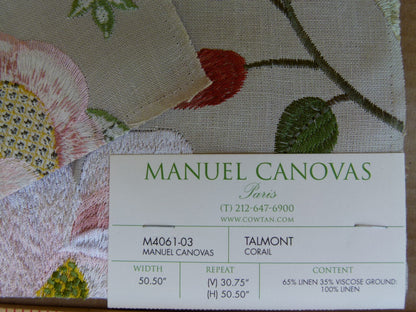 MANUEL CANOVAS
Paris
(T) 212-647-6900
WWW.COWTAN.COM
M4061-03
MANUEL CANOVAS
TALMONT
CORAIL
WIDTH
50.50"
REPEAT
(V) 30.75"
(H) 50.50"
CONTENT
65% LINEN 35% VISCOSE GROUND:
100% LINEN